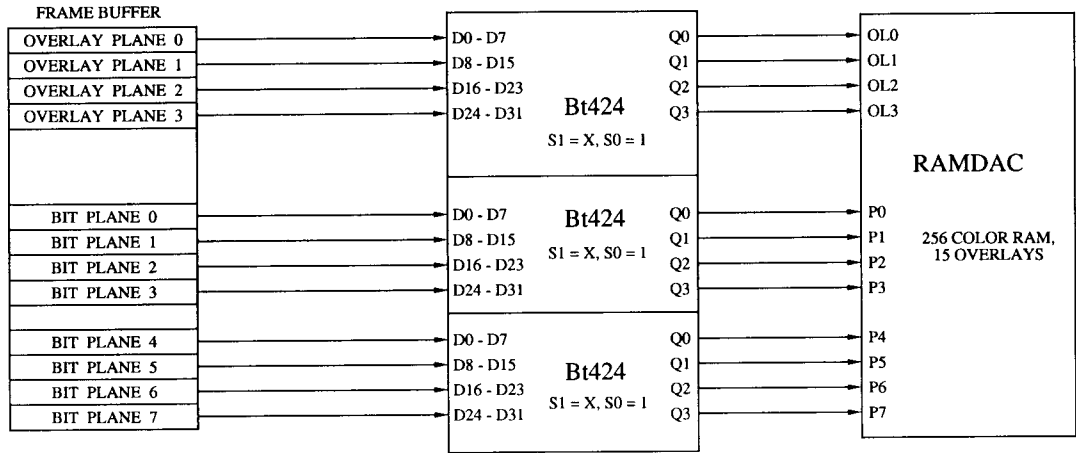 FRAME BUFFER
OVERLAY PLANE 0
OVERLAY PLANE 1
OVERLAY PLANE 2
OVERLAY PLANE 3
BIT PLANE 0
BIT PLANE 1
BIT PLANE 2
BIT PLANE 3
BIT PLANE 4
BIT PLANE 5
BIT PLANE 6
BIT PLANE 7
D0 - D7
D8 - D15
D16 - D23
D24 - D31
Bt424
S1 = X, S0 = 1
Q0
Q1
Q2
Q3
D0 - D7
D8 - D15
D16 - D23
D24 - D31
Bt424
S1 = X, S0 = 1
Q0
Q1
Q2
Q3
D0 - D7
D8 - D15
D16 - D23
D24 - D31
Bt424
S1 = X, S0 = 1
Q0
Q1
Q2
Q3
OL0
OL1
OL2
OL3
RAMDAC
P0
P1
P2
P3
256 COLOR RAM,
15 OVERLAYS
P4
P5
P6
P7